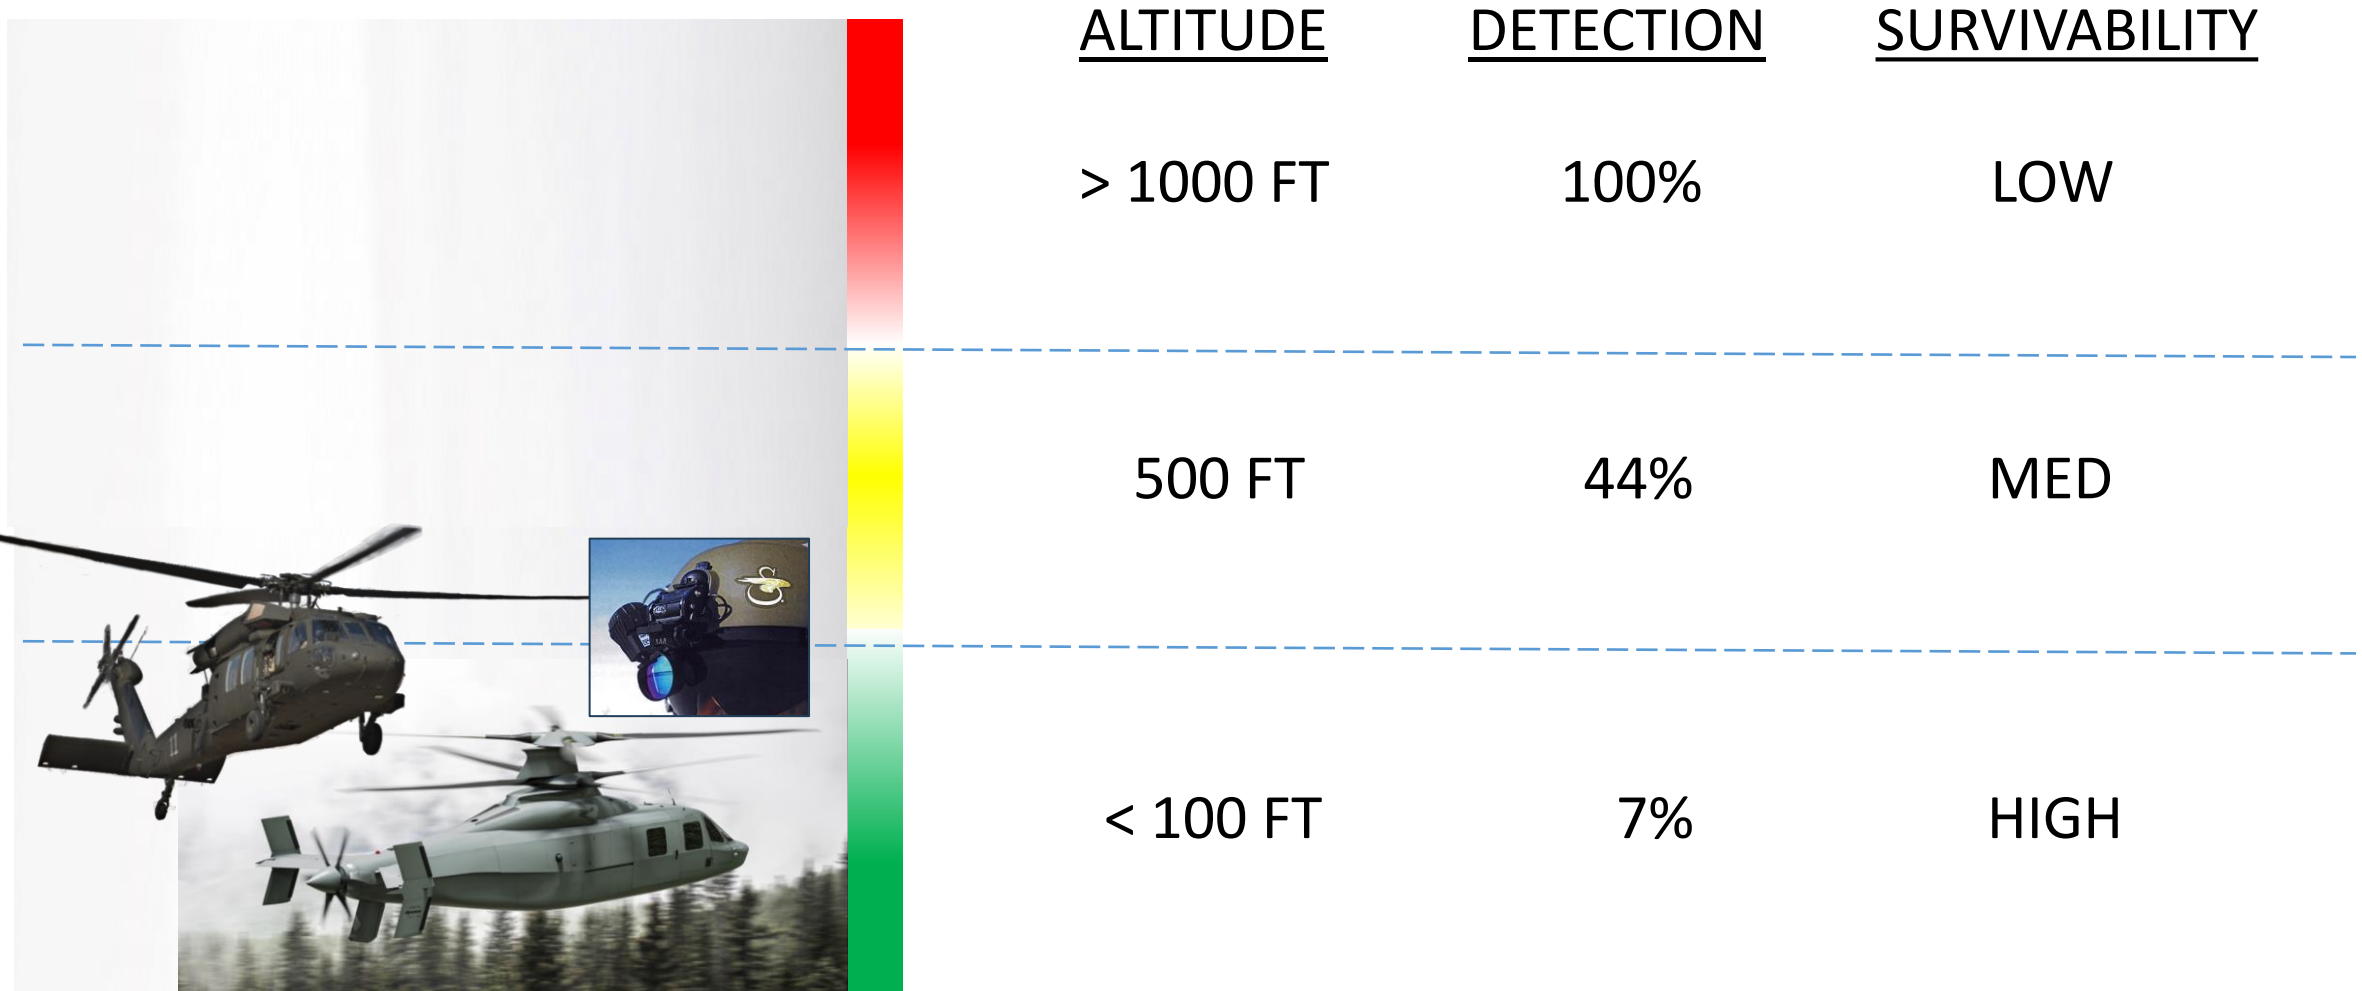 ALTITUDE DETECTION SURVIVABILITY
> 1000 FT 100% LOW
500 FT 44% MED
< 100 FT 7% HIGH